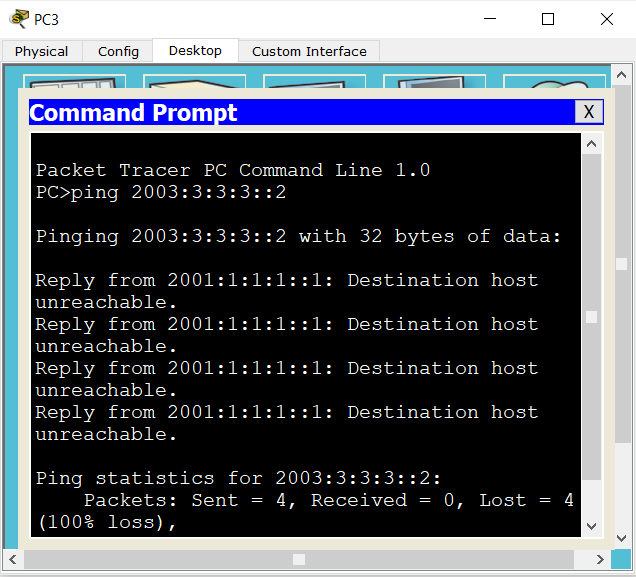 PC3
Physical Config Desktop Custom Interface
Command Prompt X
Packet Tracer PC Command Line 1.0
PC>ping 2003:3:3:3::2
Pinging 2003:3:3:3::2 with 32 bytes of data:
Reply from 2001:1:1:1::1: Destination host
unreachable.
Reply from 2001:1:1:1::1: Destination host
unreachable.
Reply from 2001:1:1:1::1: Destination host
unreachable.
Reply from 2001:1:1:1::1: Destination host
unreachable.
Ping statistics for 2003:3:3:3::2:
Packets: Sent = 4, Received = 0, Lost = 4
(100% loss),